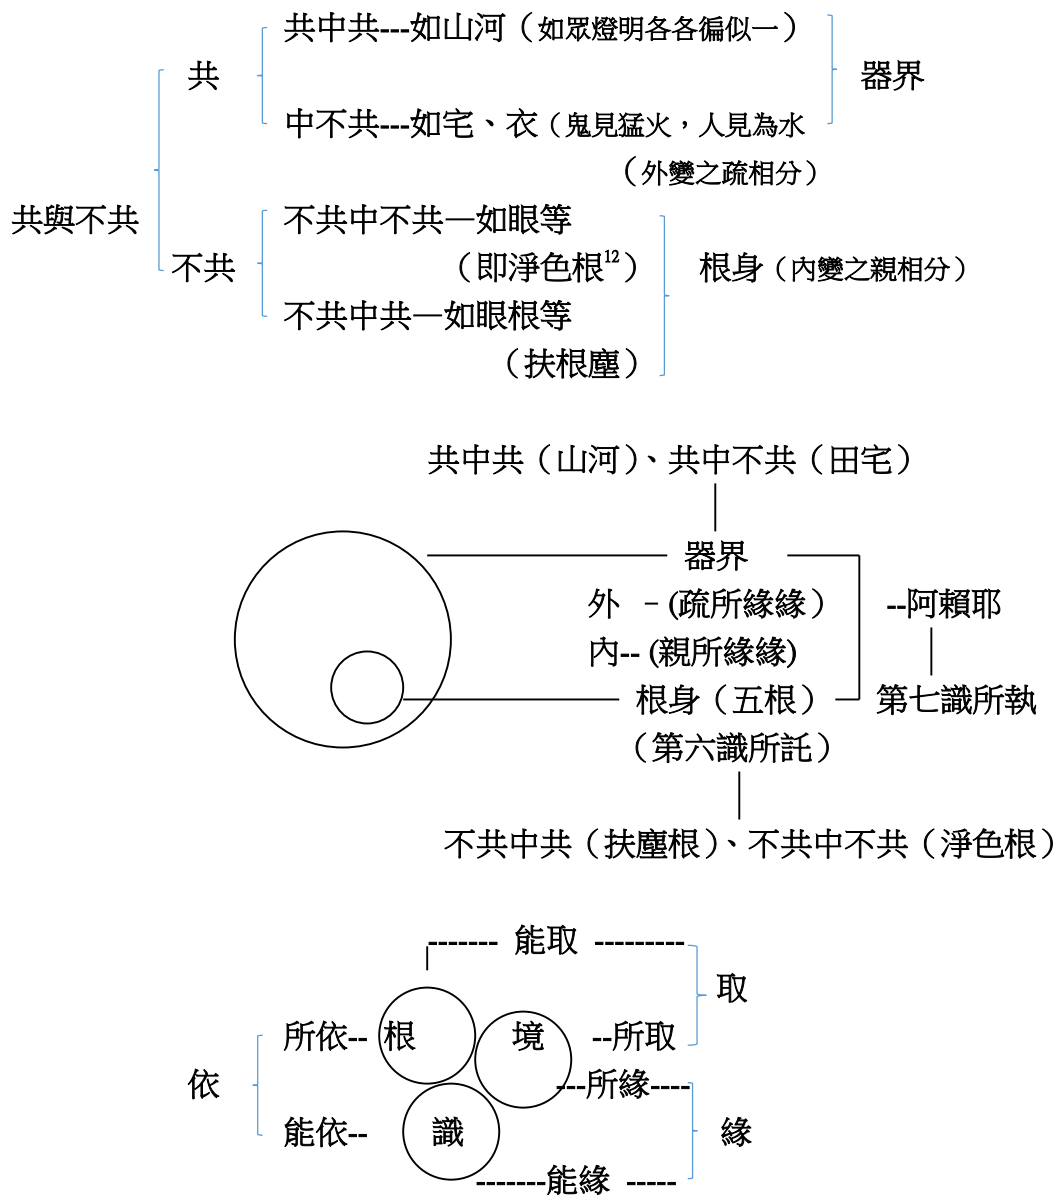 共中共---如山河（如眾燈明各各徧似一）
共 器界
中不共---如宅、衣（鬼見猛火，人見為水
（外變之疏相分）
共與不共 不共中不共—如眼等
不共 （即淨色根12） 根身（內變之親相分）
不共中共—如眼根等
（扶根塵）
共中共（山河）、共中不共（田宅）
器界
外 –(疏所緣緣） --阿賴耶
內-- (親所緣緣)
根身（五根） 第七識所執
（第六識所託）
不共中共（扶塵根）、不共中不共（淨色根）
------- 能取 ---------
取
所依-- 根 境 --所取
依 ---所緣----
能依-- 識 緣
-------能緣 -----